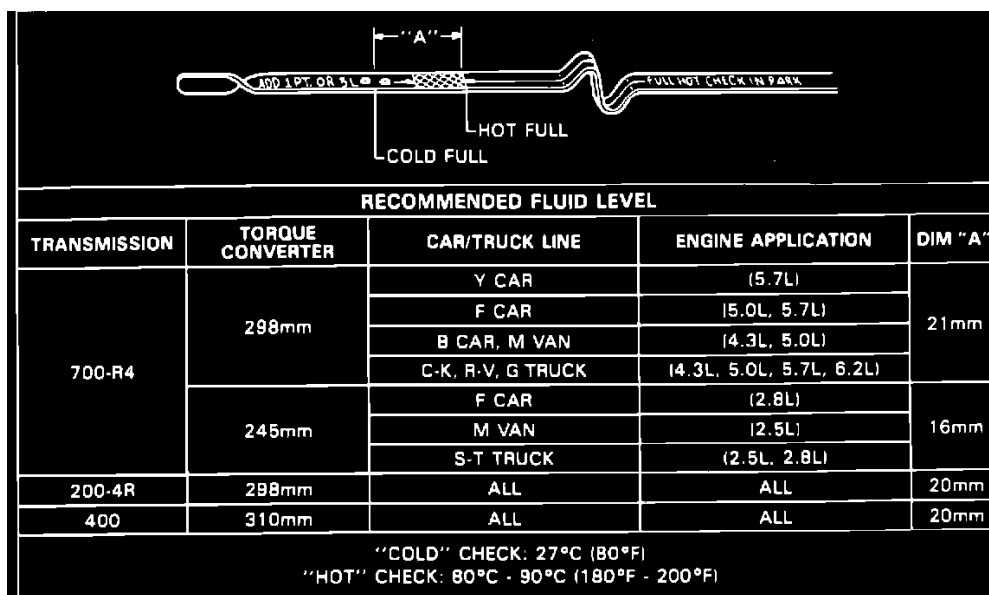 "A"
ADD 1 PT. OR 5 L
FULL HOT CHECK IN PARK
HOT FULL
COLD FULL
RECOMMENDED FLUID LEVEL
TRANSMISSION TORQUE CONVERTER CAR/TRUCK LINE ENGINE APPLICATION DIM "A"
700-R4 298mm Y CAR (5.7L) 21mm
F CAR (5.0L, 5.7L)
B CAR, M VAN (4.3L, 5.0L)
C-K, R-V, G TRUCK (4.3L, 5.0L, 5.7L, 6.2L)
245mm F CAR (2.8L) 16mm
M VAN (2.5L)
S-T TRUCK (2.5L, 2.8L)
200-4R 298mm ALL ALL 20mm
400 310mm ALL ALL 20mm
"COLD" CHECK: 27°C (80°F)
"HOT" CHECK: 80°C - 90°C (180°F - 200°F)